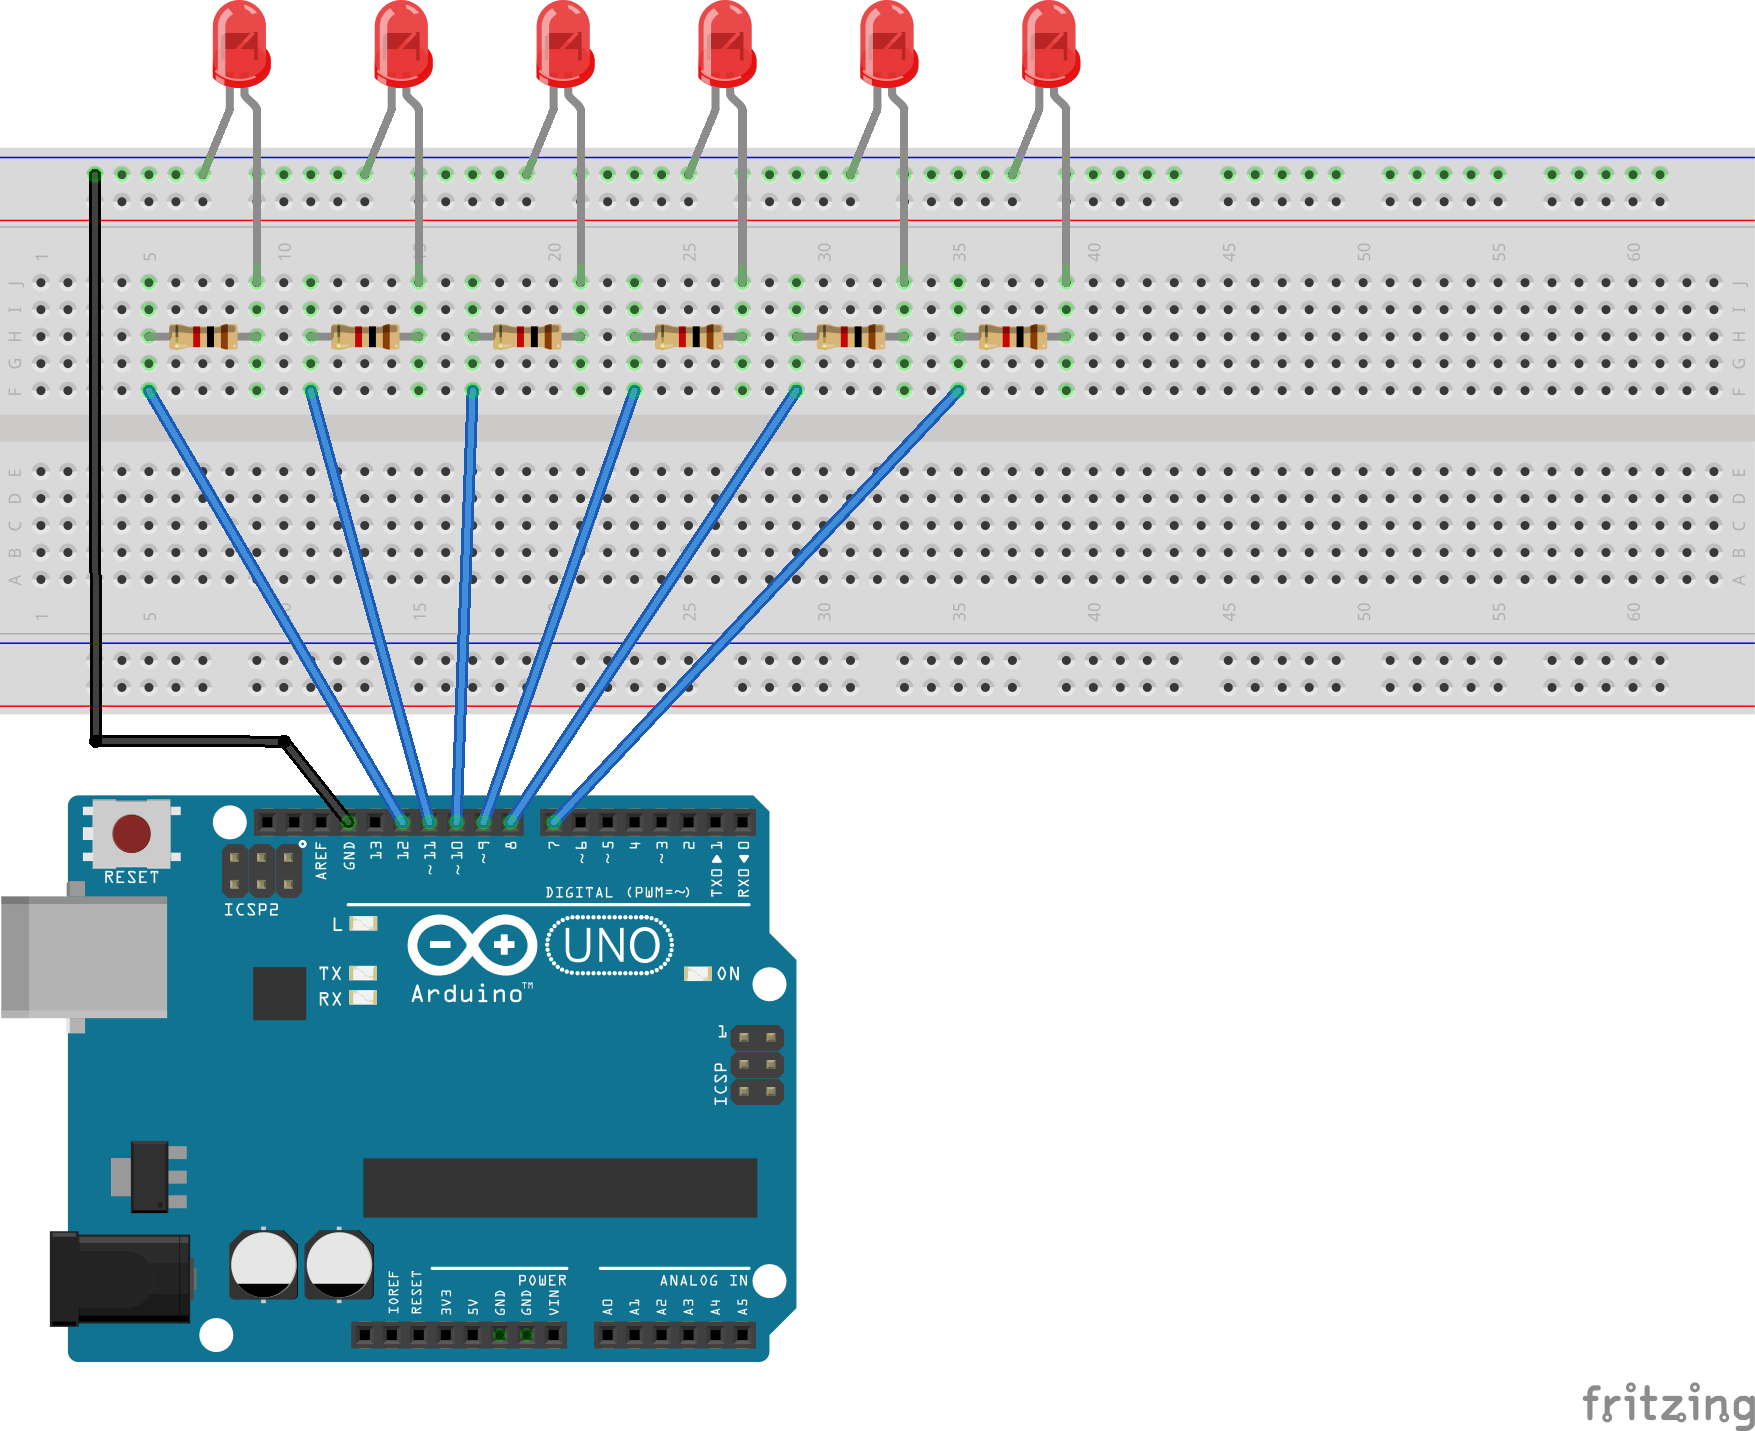 1 5 10 15 20 25 30 35 40 45 50 55 60
J J
I I
H H
G G
F F
E E
D D
C C
B B
A A
1 5 10 15 20 25 30 35 40 45 50 55 60
AREF GND 13 12 ~11 ~10 ~9 8 7 ~6 ~5 4 ~3 2 TX0 1 RX0 0
RESET
DIGITAL (PWM=~)
ICSP2
L
UNO
TX ON
RX Arduino™
1
ICSP
POWER ANALOG IN
IOREF RESET 3V3 5V GND GND VIN A0 A1 A2 A3 A4 A5
fritzing